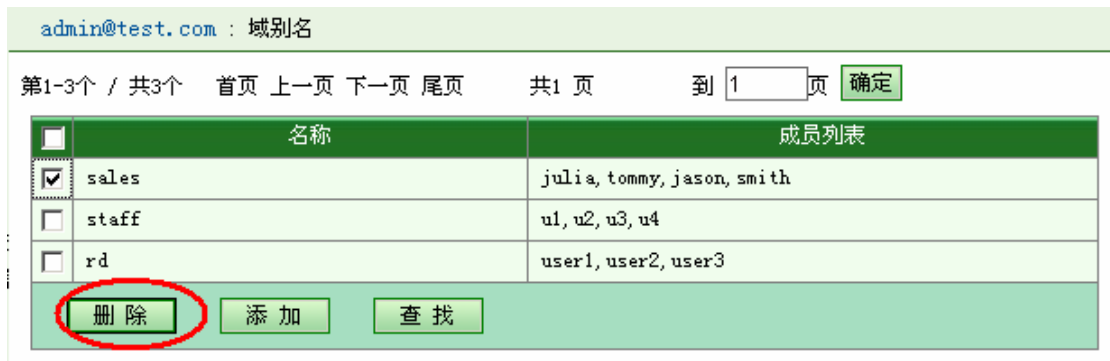 admin@test.com : 域别名
第1-3个 / 共3个 首页 上一页 下一页 尾页 共1 页 到 1 页 确定
名称 成员列表
sales julia,tommy,jason,smith
staff u1,u2,u3,u4
rd user1,user2,user3
删 除 添 加 查 找